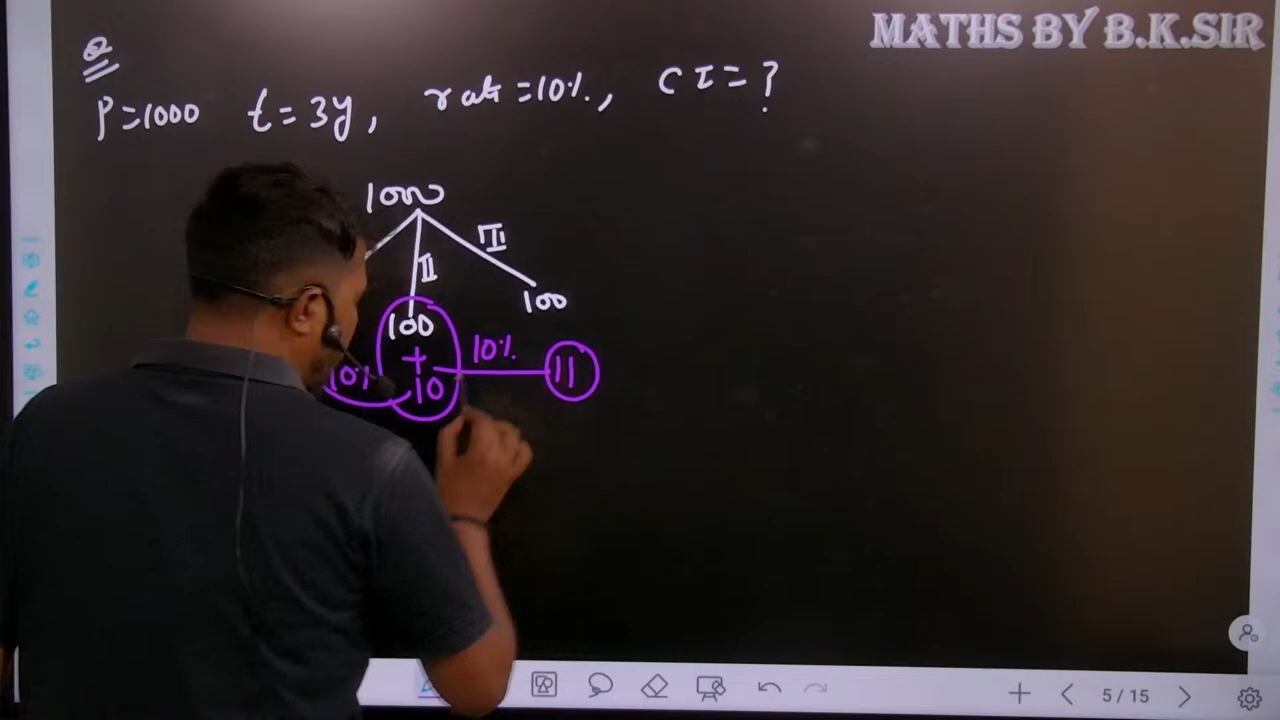 MATHS BY B.K.SIR
Q
P=1000 t=3y, rate=10%, CI=?
1000
II III
100 100
+ 10% 11
10% 10
5/15